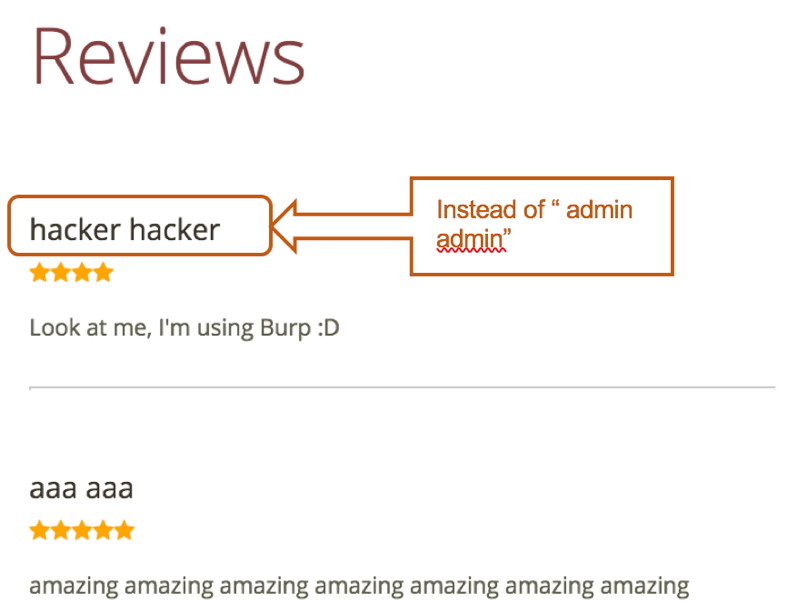 Reviews
hacker hacker
Instead of “ admin
admin”
Look at me, I'm using Burp :D
aaa aaa
amazing amazing amazing amazing amazing amazing amazing